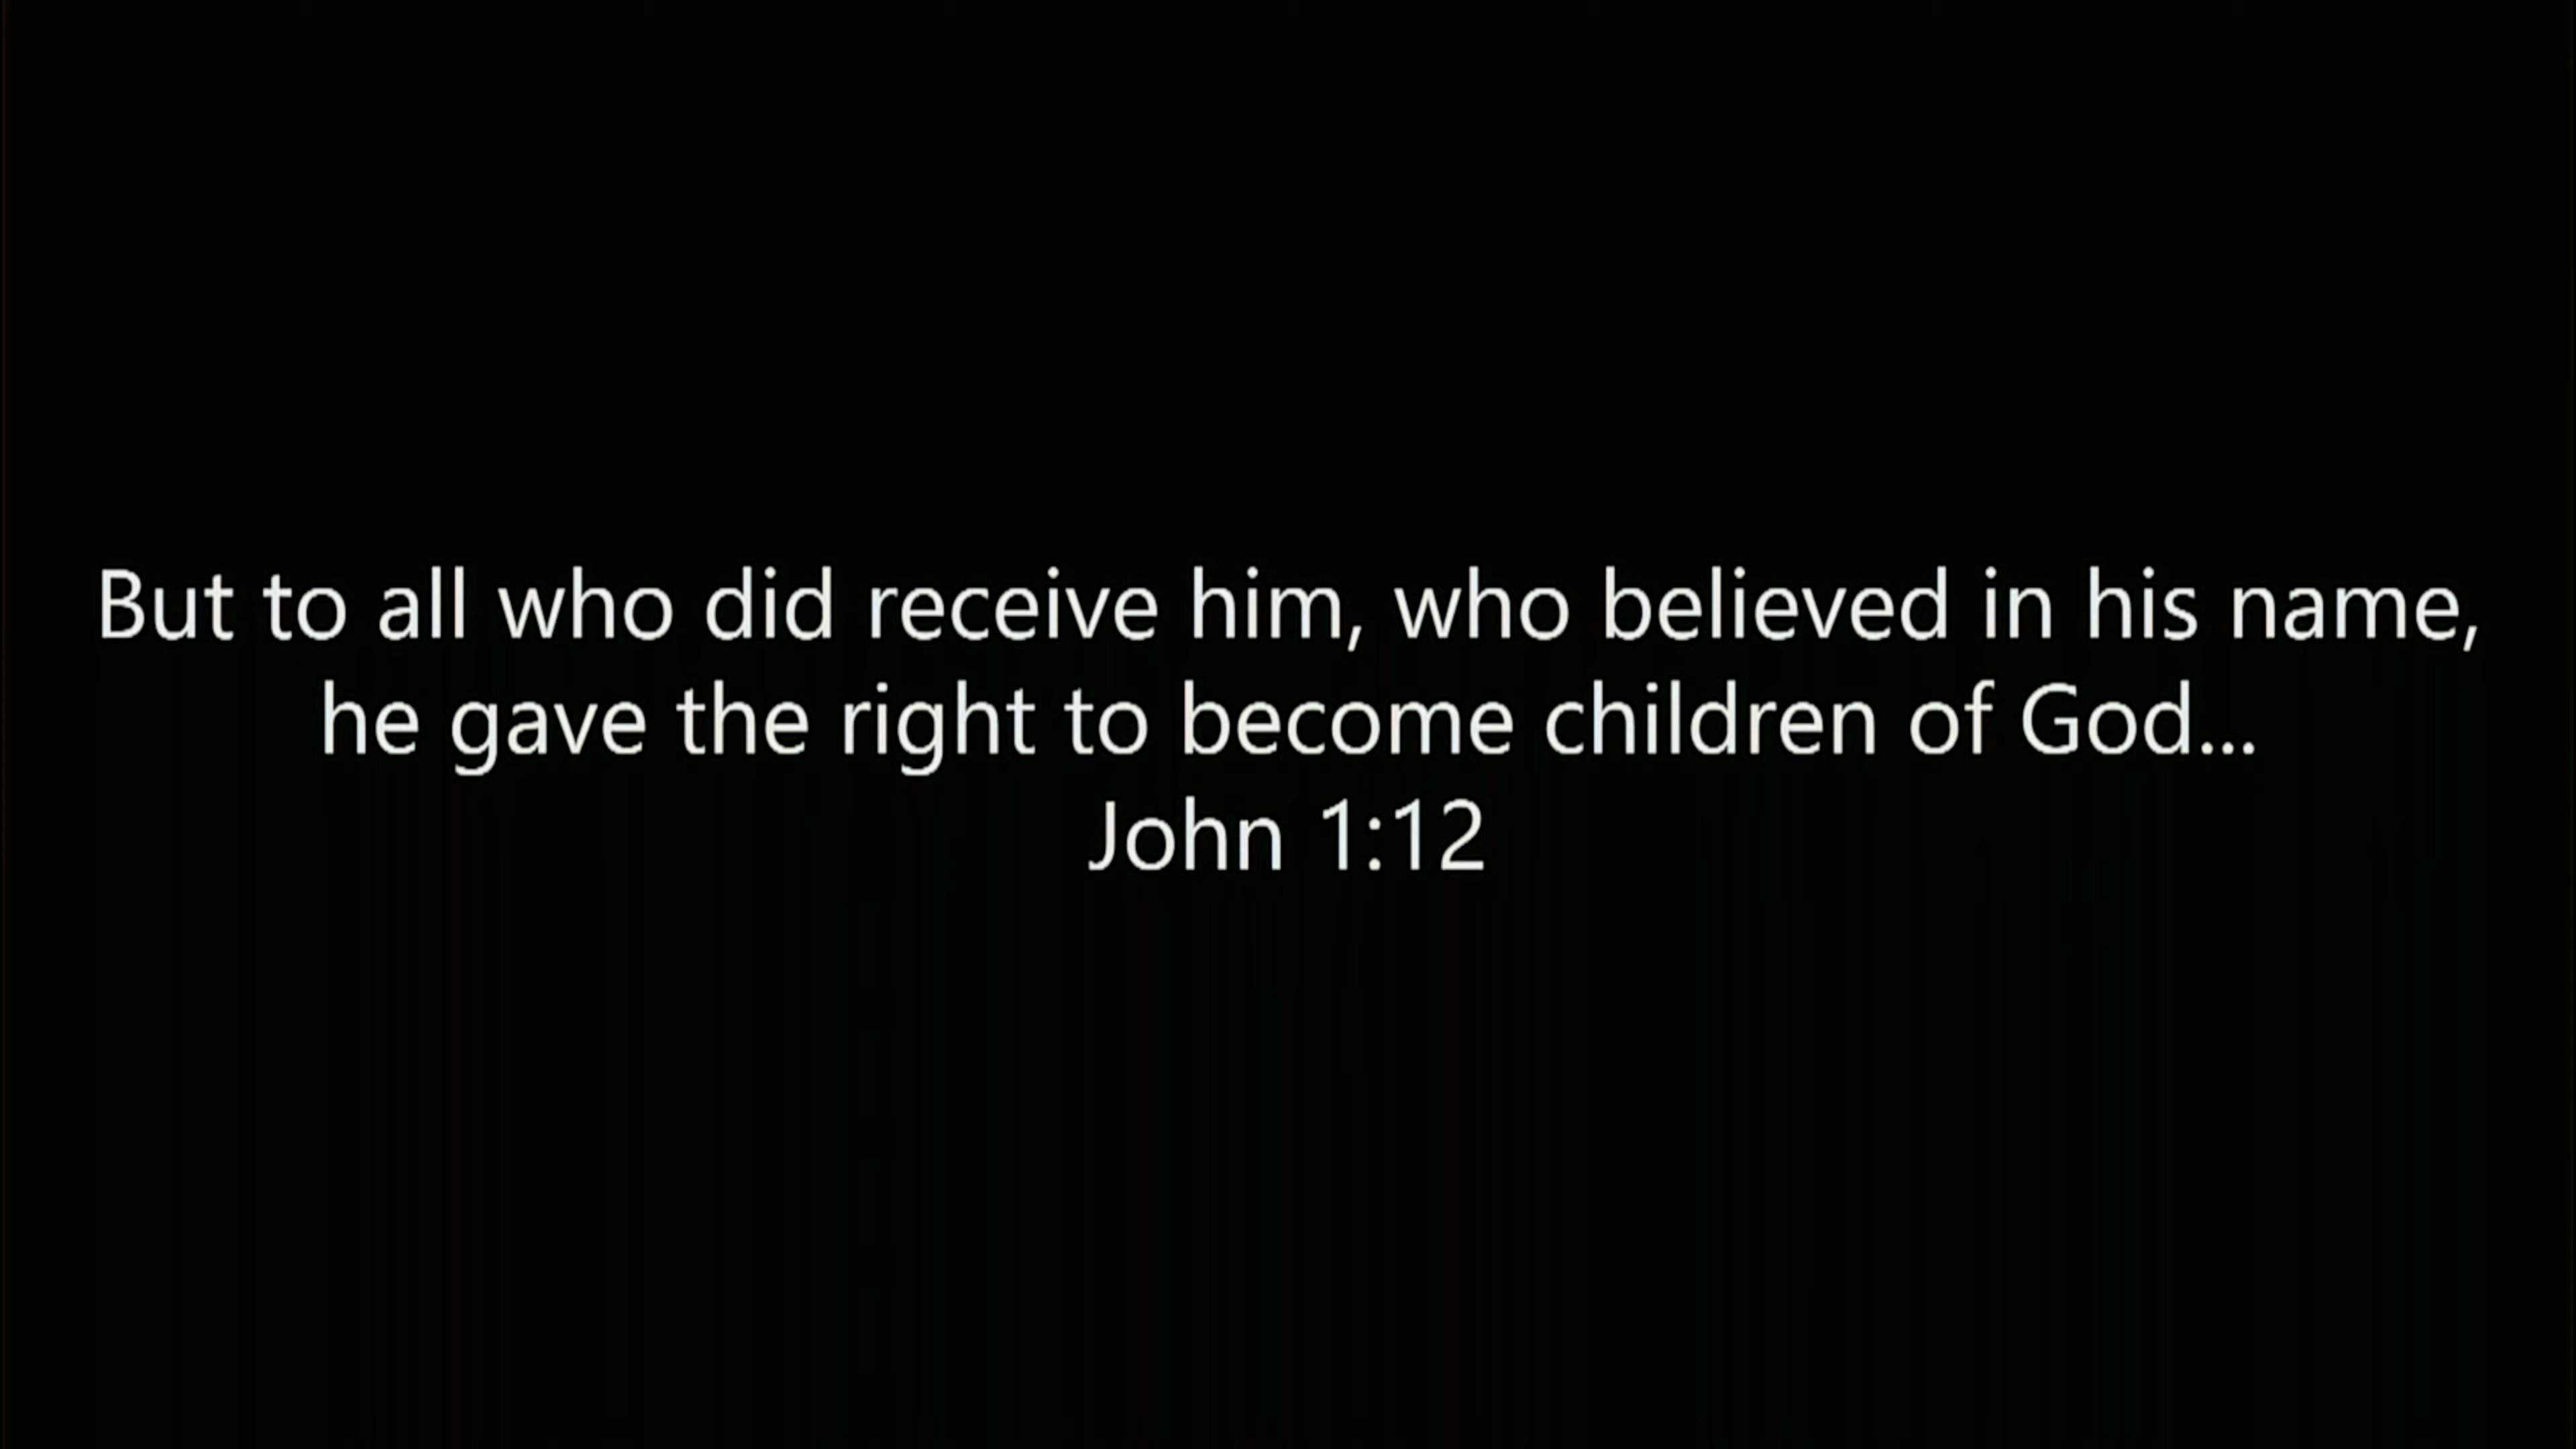 But to all who did receive him, who believed in his name,
he gave the right to become children of God...
John 1:12